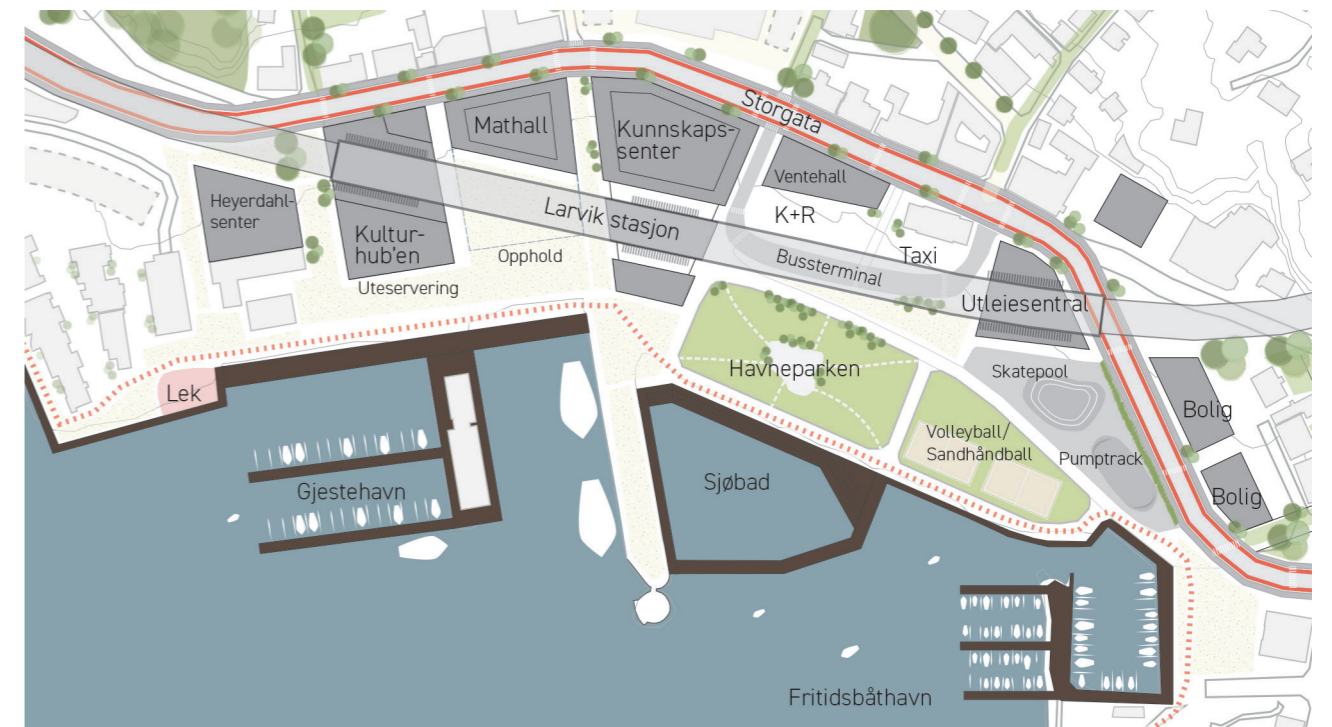 Storgata
Mathall
Kunnskaps-
senter
Ventehall
Heyerdahl-
senter
Larvik stasjon
K+R
Kultur-
hub'en
Opphold
Bussterminal
Taxi
Uteservering
Utleiesentral
Havneparken
Skatepool
Lek
Bolig
Volleyball/
Sandhåndball
Pumptrack
Gjestehavn
Sjøbad
Bolig
Fritidsbåthavn